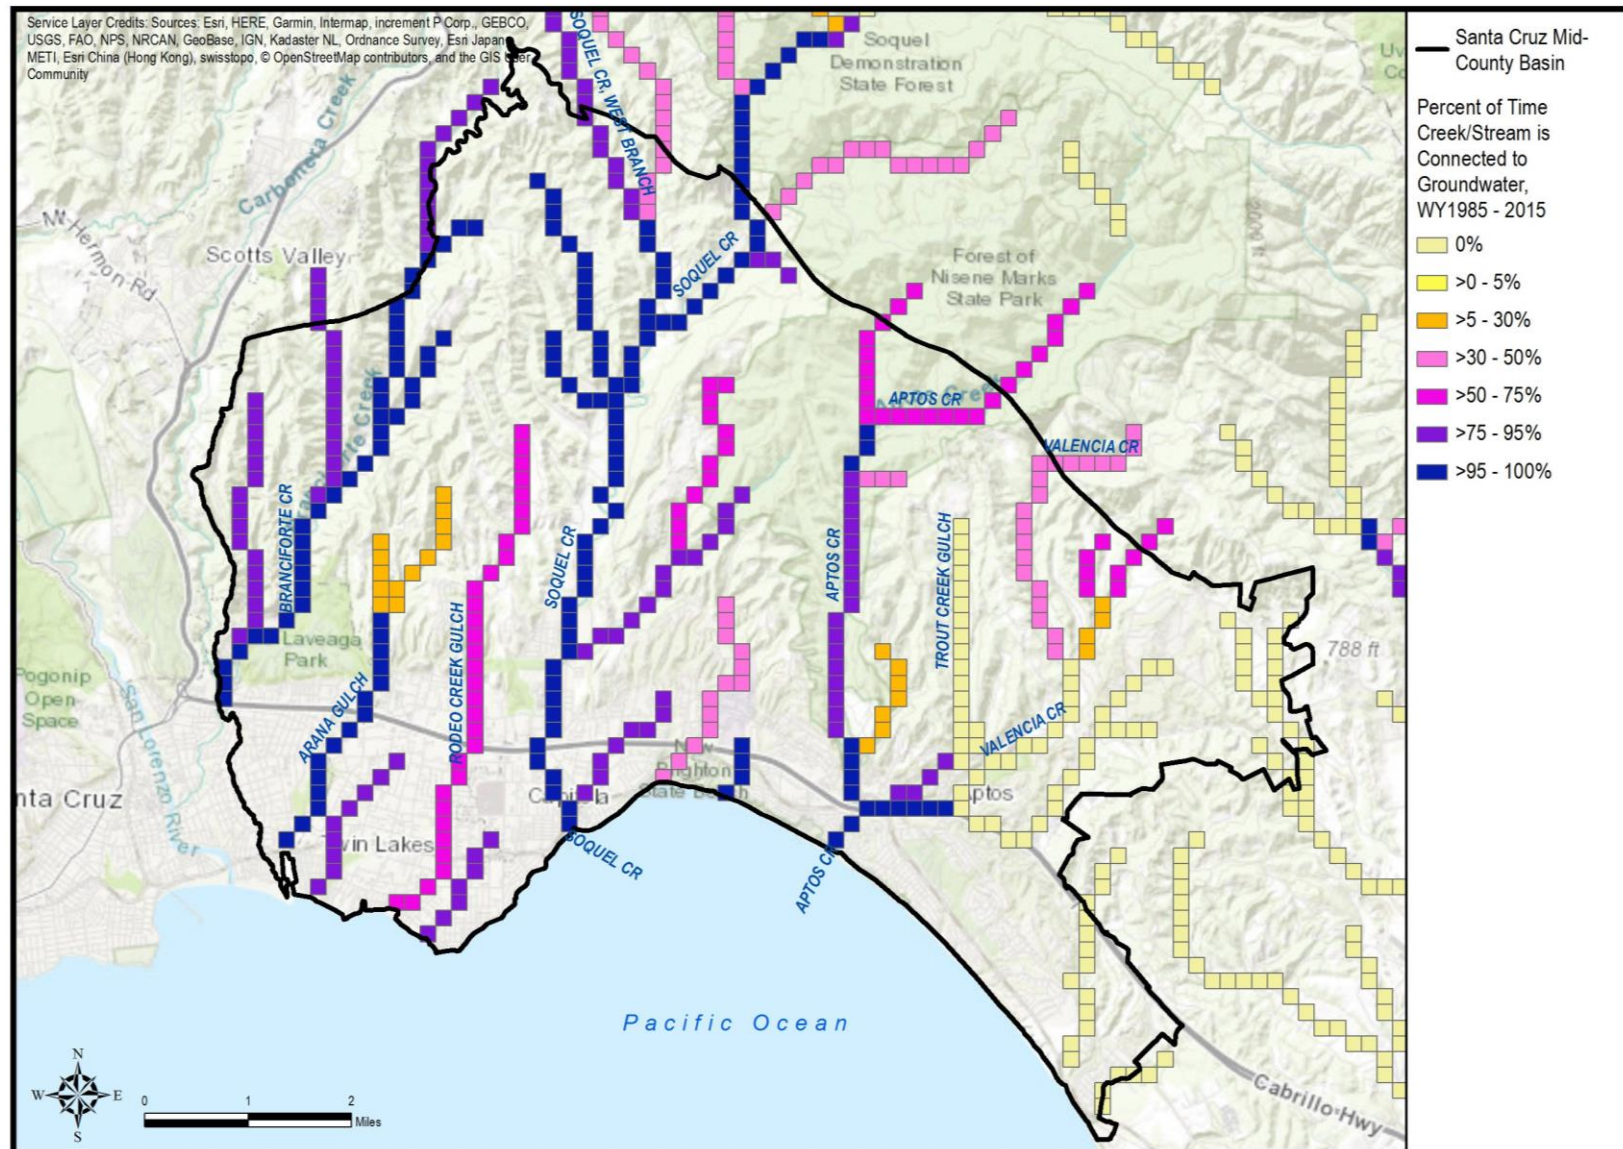 Service Layer Credits: Sources: Esri, HERE, Garmin, Intermap, increment P Corp., GEBCO,
USGS, FAO, NPS, NRCAN, GeoBase, IGN, Kadaster NL, Ordnance Survey, Esri Japan,
METI, Esri China (Hong Kong), swisstopo, © OpenStreetMap contributors, and the GIS User
Community
SOQUEL CR, WEST BRANCH
Soquel
Demonstration
State Forest
Carbonera Creek
Mt Hermon Rd
Scotts Valley
SOQUEL CR
Forest of
Nisene Marks
State Park
2000 ft
APTOS CR
VALENCIA CR
BRANCIFORTE CR
SOQUEL CR
APTOS CR
TROUT CREEK GULCH
Laveaga
Park
788 ft
Pogonip
Open
Space
San Lorenzo River
ARANA GULCH
RODEO CREEK GULCH
VALENCIA CR
New
Brighton
State Beach
nta Cruz
Capitola
Aptos
win Lakes
SOQUEL CR
APTOS CR
Pacific Ocean
Cabrillo Hwy
N
W
E
S
0
1
2
Miles
Santa Cruz Mid-
County Basin
Percent of Time
Creek/Stream is
Connected to
Groundwater,
WY1985 - 2015
0%
>0 - 5%
>5 - 30%
>30 - 50%
>50 - 75%
>75 - 95%
>95 - 100%